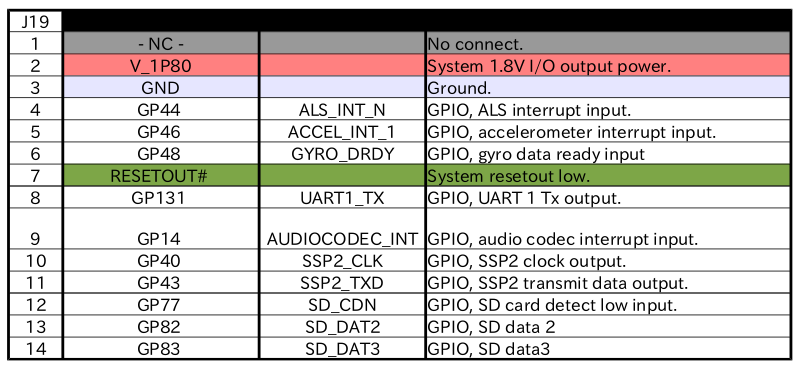 J19
1 - NC - No connect.
2 V_1P80 System 1.8V I/O output power.
3 GND Ground.
4 GP44 ALS_INT_N GPIO, ALS interrupt input.
5 GP46 ACCEL_INT_1 GPIO, accelerometer interrupt input.
6 GP48 GYRO_DRDY GPIO, gyro data ready input
7 RESETOUT# System resetout low.
8 GP131 UART1_TX GPIO, UART 1 Tx output.
9 GP14 AUDIOCODEC_INT GPIO, audio codec interrupt input.
10 GP40 SSP2_CLK GPIO, SSP2 clock output.
11 GP43 SSP2_TXD GPIO, SSP2 transmit data output.
12 GP77 SD_CDN GPIO, SD card detect low input.
13 GP82 SD_DAT2 GPIO, SD data 2
14 GP83 SD_DAT3 GPIO, SD data3